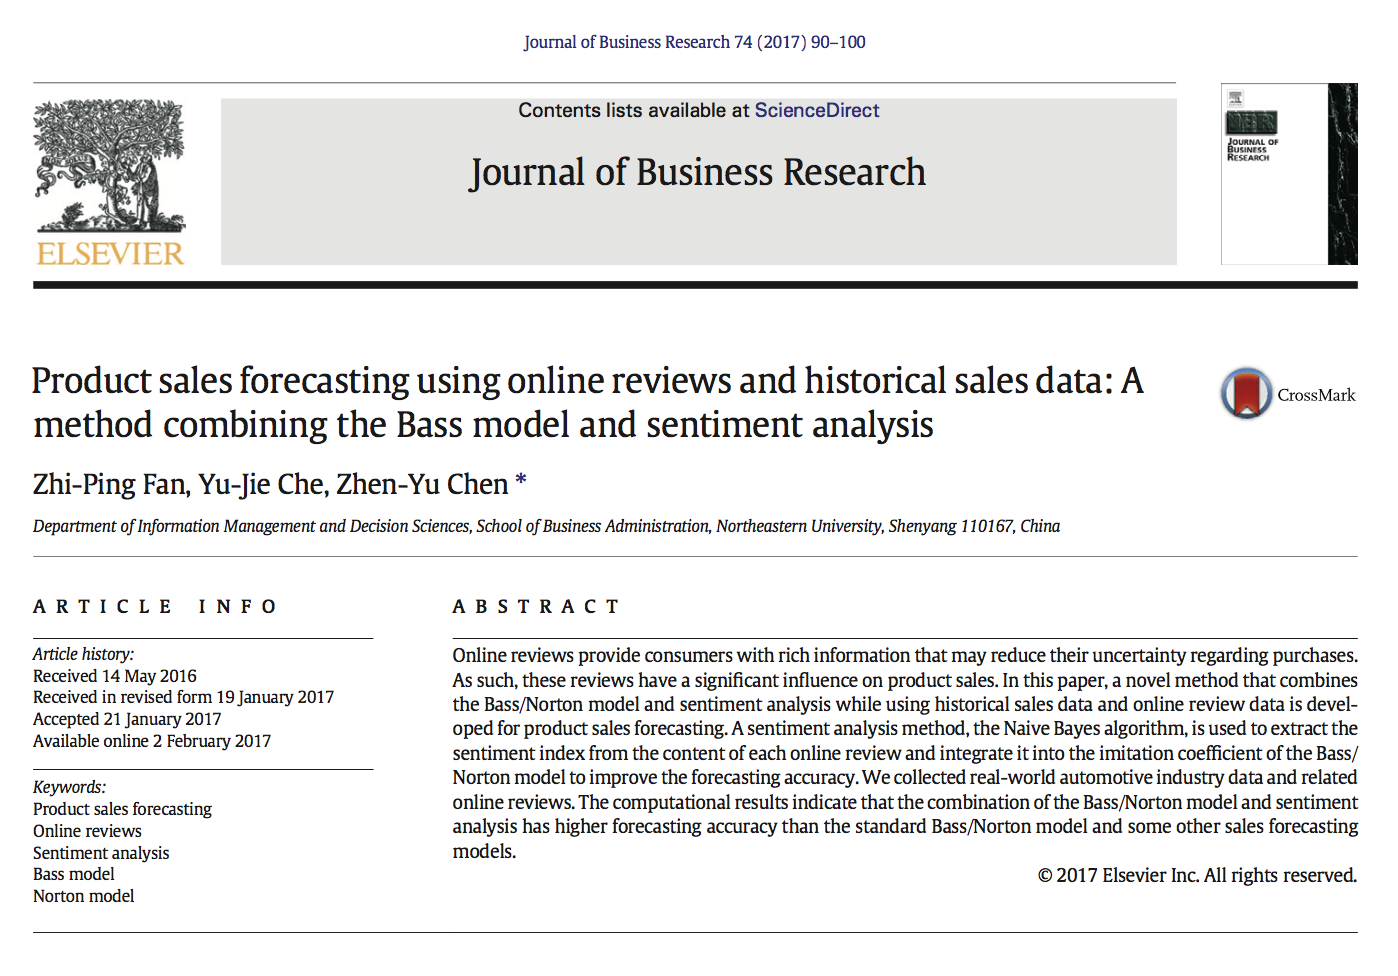 Journal of Business Research 74 (2017) 90–100
Contents lists available at ScienceDirect
Journal of Business Research
ELSEVIER
JOURNAL OF
BUSINESS
RESEARCH
Product sales forecasting using online reviews and historical sales data: A
method combining the Bass model and sentiment analysis
CrossMark
Zhi-Ping Fan, Yu-Jie Che, Zhen-Yu Chen *
Department of Information Management and Decision Sciences, School of Business Administration, Northeastern University, Shenyang 110167, China
ARTICLE INFO
Article history:
Received 14 May 2016
Received in revised form 19 January 2017
Accepted 21 January 2017
Available online 2 February 2017
Keywords:
Product sales forecasting
Online reviews
Sentiment analysis
Bass model
Norton model
ABSTRACT
Online reviews provide consumers with rich information that may reduce their uncertainty regarding purchases.
As such, these reviews have a significant influence on product sales. In this paper, a novel method that combines
the Bass/Norton model and sentiment analysis while using historical sales data and online review data is devel-
oped for product sales forecasting. A sentiment analysis method, the Naive Bayes algorithm, is used to extract the
sentiment index from the content of each online review and integrate it into the imitation coefficient of the Bass/
Norton model to improve the forecasting accuracy. We collected real-world automotive industry data and related
online reviews. The computational results indicate that the combination of the Bass/Norton model and sentiment
analysis has higher forecasting accuracy than the standard Bass/Norton model and some other sales forecasting
models.
© 2017 Elsevier Inc. All rights reserved.